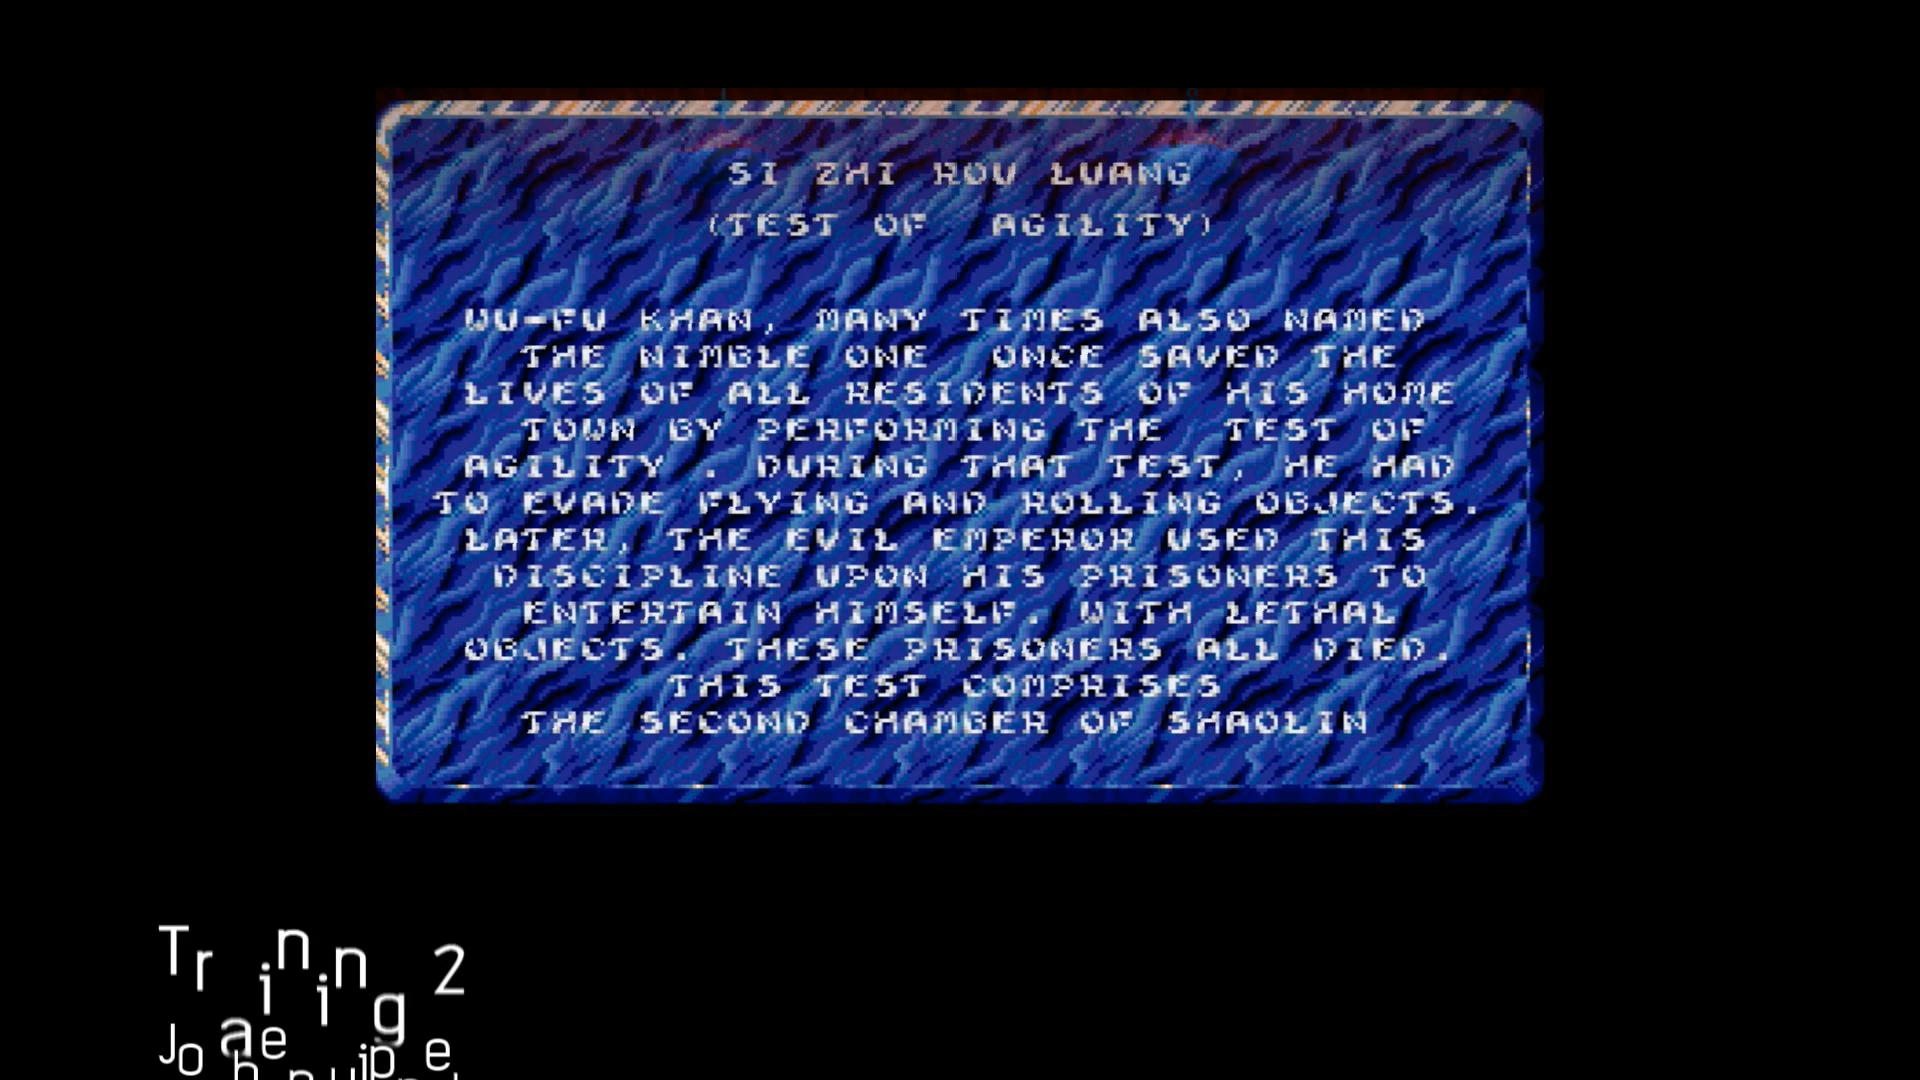 SI ZHI ROU LUANG
(TEST OF AGILITY)
WU-FU KHAN, MANY TIMES ALSO NAMED
THE NIMBLE ONE ONCE SAVED THE
LIVES OF ALL RESIDENTS OF HIS HOME
TOWN BY PERFORMING THE TEST OF
AGILITY . DURING THAT TEST, HE HAD
TO EVADE FLYING AND ROLLING OBJECTS.
LATER, THE EVIL EMPEROR USED THIS
DISCIPLINE UPON HIS PRISONERS TO
ENTERTAIN HIMSELF. WITH LETHAL
OBJECTS. THESE PRISONERS ALL DIED.
THIS TEST COMPRISES
THE SECOND CHAMBER OF SHAOLIN
Training 2